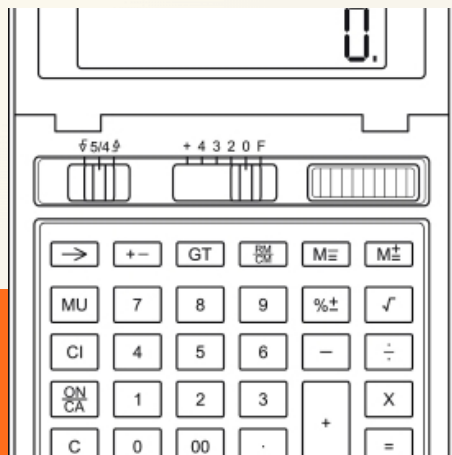 0.
5/4
+ 4 3 2 0 F
→ +− GT RM CM M= M±
MU 7 8 9 %± √
CI 4 5 6 − ÷
ON CA 1 2 3 + X
C 0 00 . =